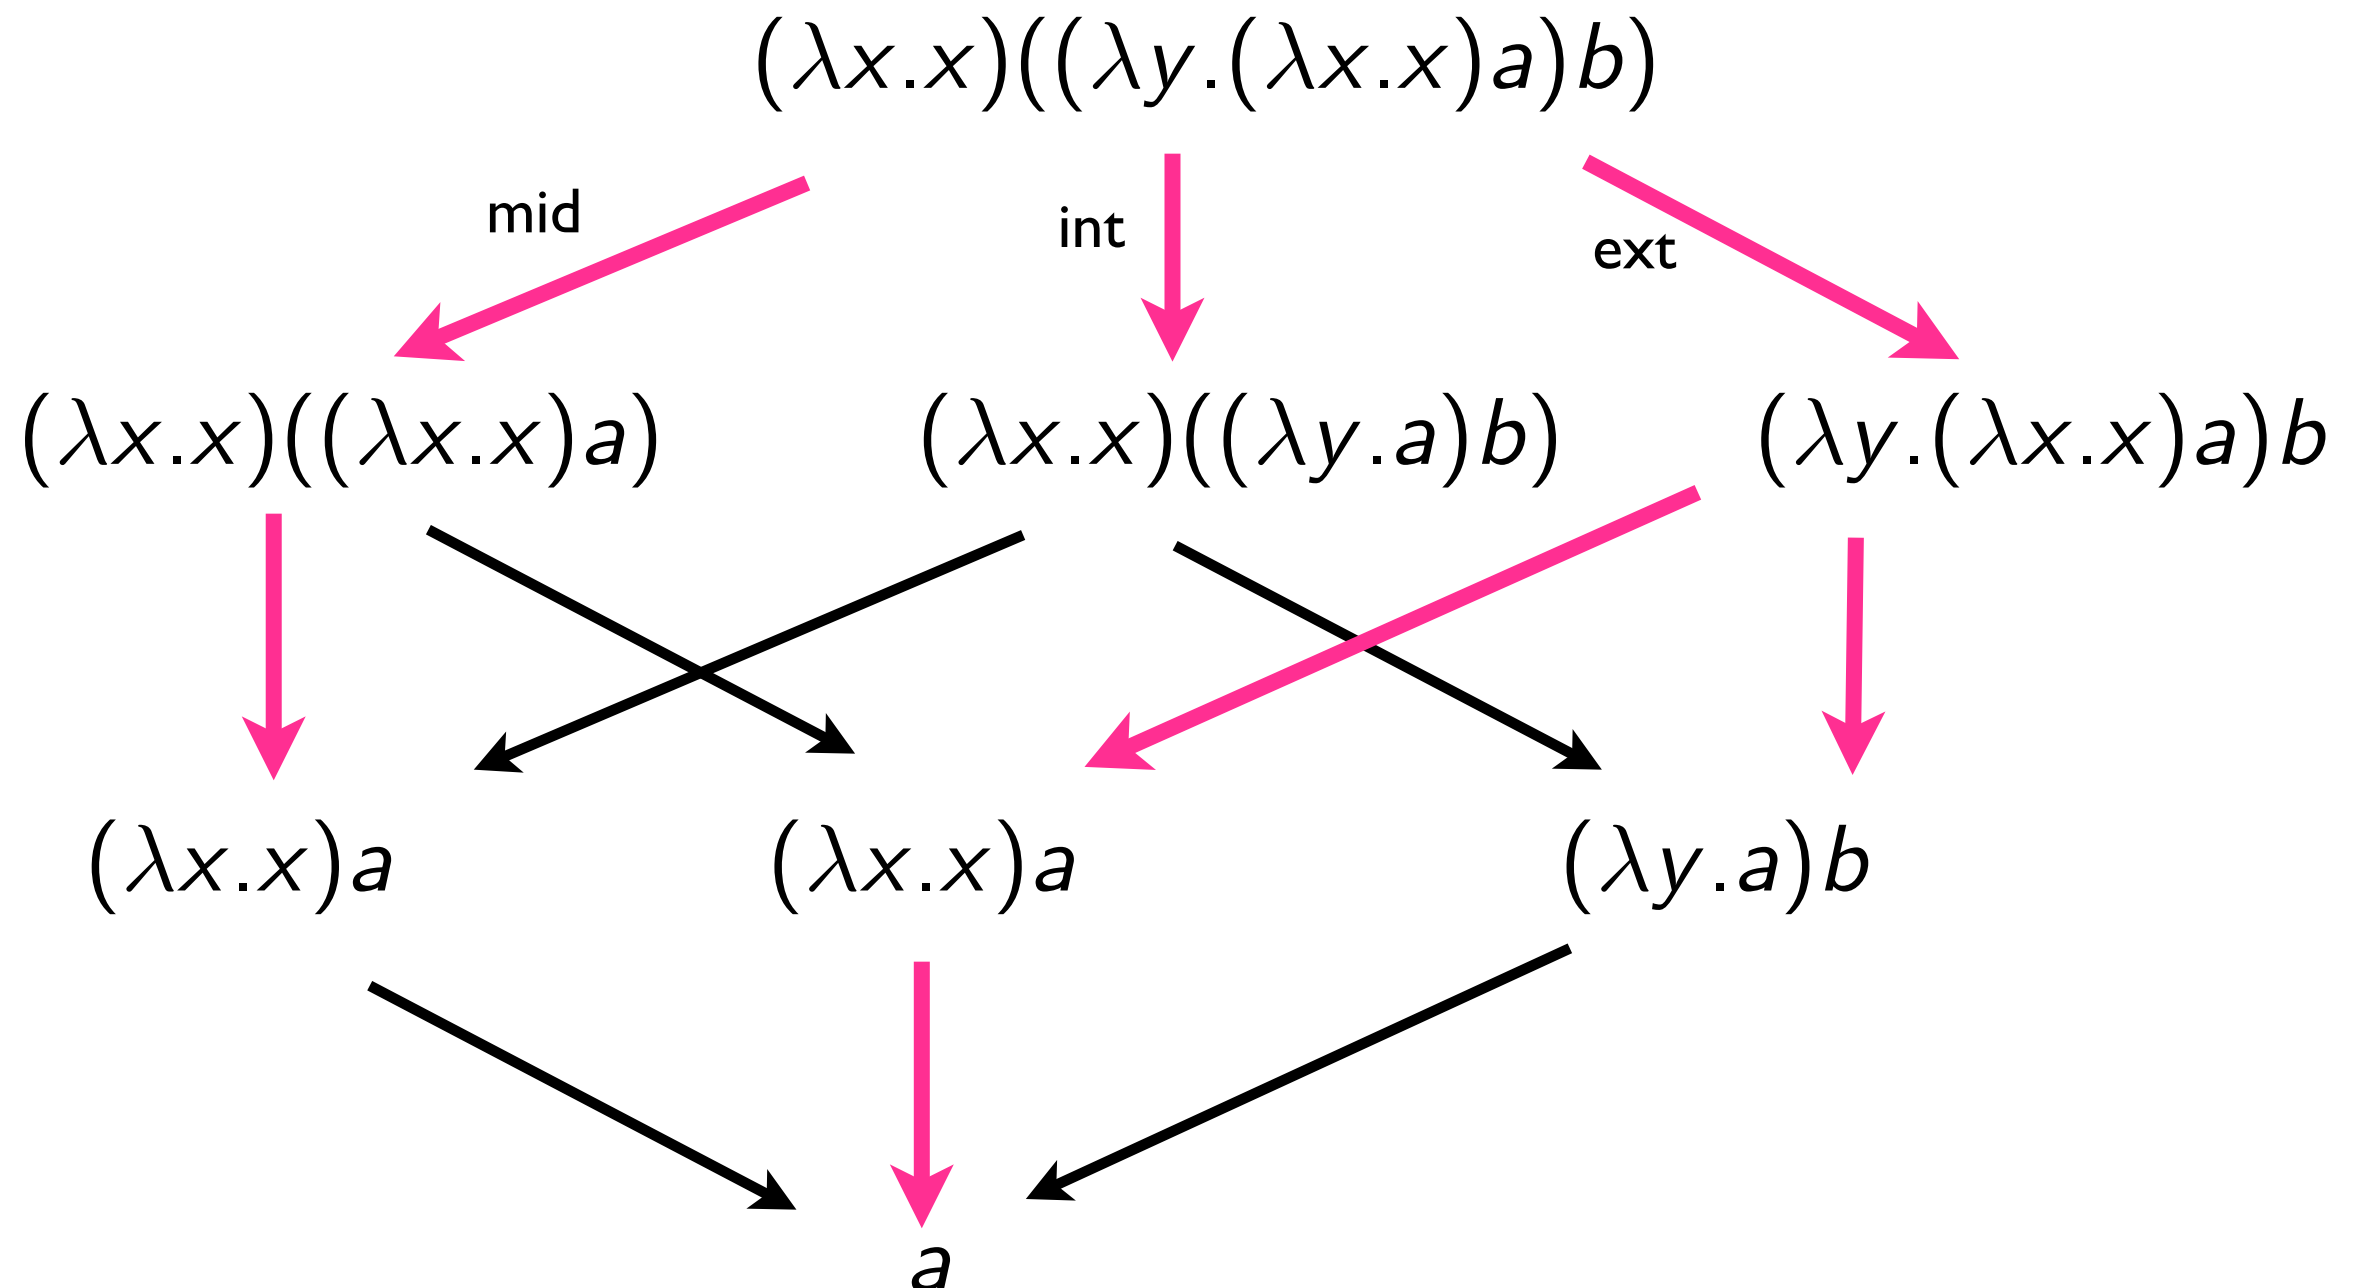 (λx.x)((λy.(λx.x)a)b)
mid int ext
(λx.x)((λx.x)a) (λx.x)((λy.a)b) (λy.(λx.x)a)b
(λx.x)a (λx.x)a (λy.a)b
a